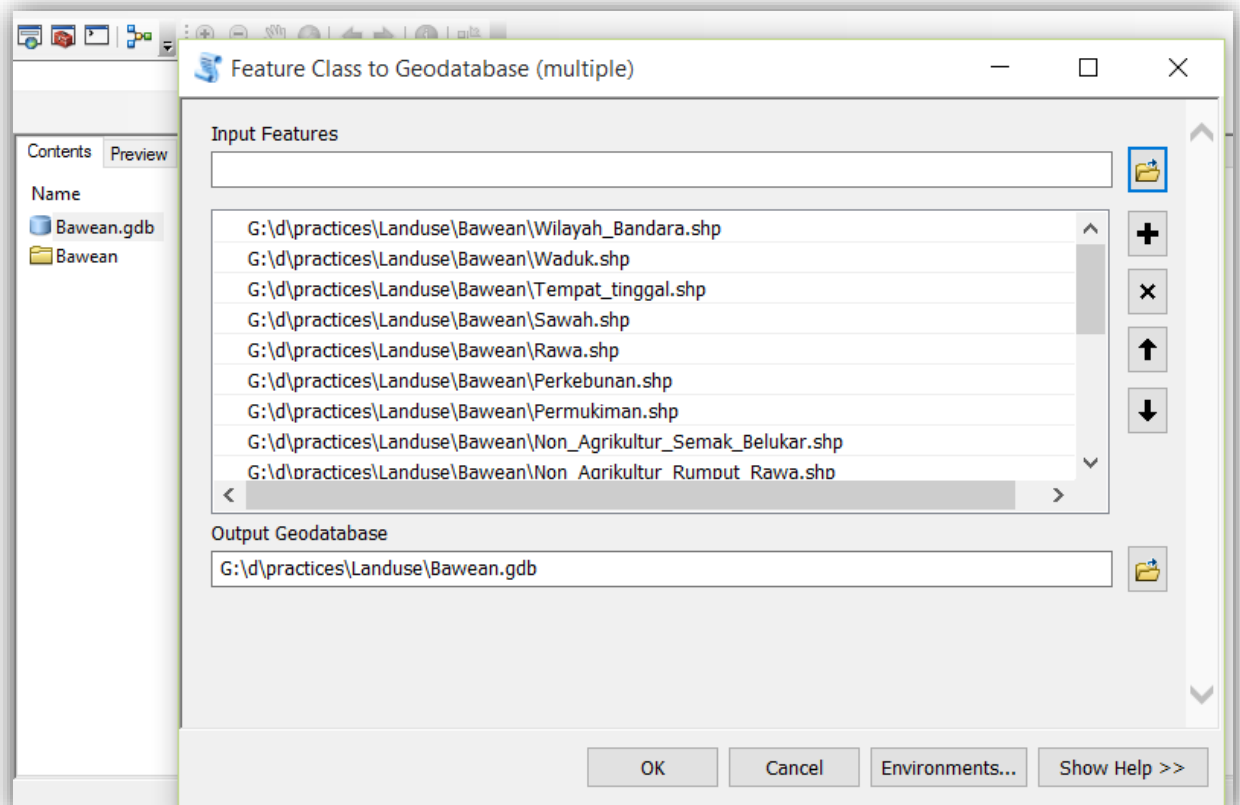 Feature Class to Geodatabase (multiple)
Contents
Preview
Name
Bawean.gdb
Bawean
Input Features
G:\d\practices\Landuse\Bawean\Wilayah_Bandara.shp
G:\d\practices\Landuse\Bawean\Waduk.shp
G:\d\practices\Landuse\Bawean\Tempat_tinggal.shp
G:\d\practices\Landuse\Bawean\Sawah.shp
G:\d\practices\Landuse\Bawean\Rawa.shp
G:\d\practices\Landuse\Bawean\Perkebunan.shp
G:\d\practices\Landuse\Bawean\Permukiman.shp
G:\d\practices\Landuse\Bawean\Non_Agrikultur_Semak_Belukar.shp
G:\d\practices\Landuse\Bawean\Non_Agrikultur_Rumput_Rawa.shp
Output Geodatabase
G:\d\practices\Landuse\Bawean.gdb
OK
Cancel
Environments...
Show Help >>